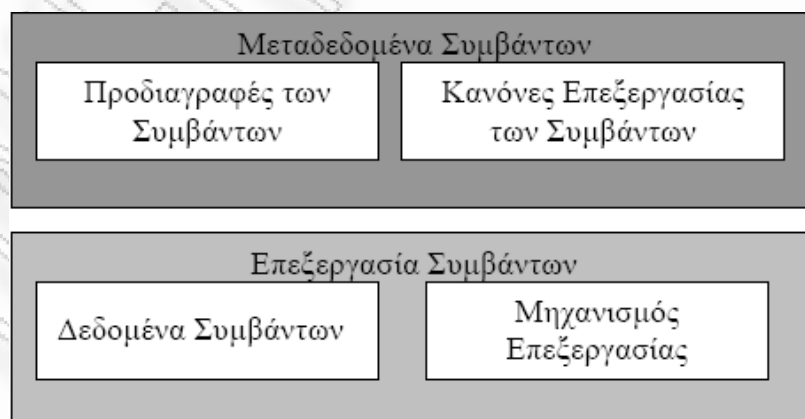 Μεταδεδομένα Συμβάντων
Προδιαγραφές των
Συμβάντων
Κανόνες Επεξεργασίας
των Συμβάντων
Επεξεργασία Συμβάντων
Δεδομένα Συμβάντων
Μηχανισμός
Επεξεργασίας